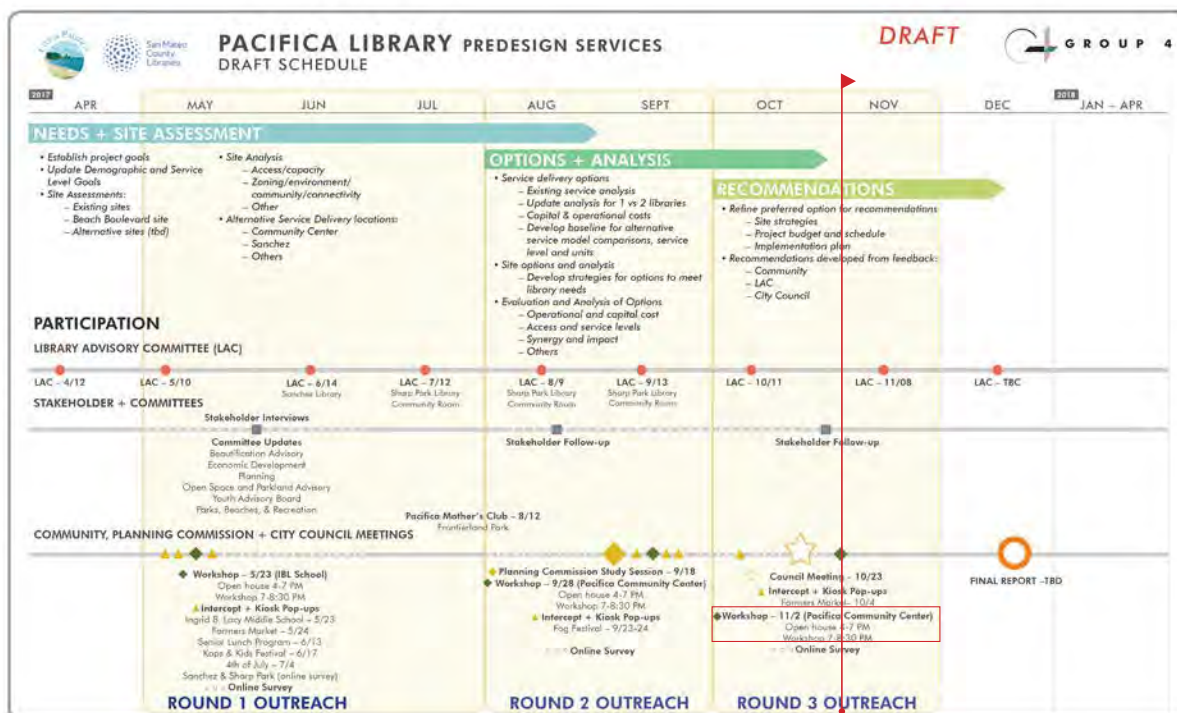 San Mateo
County
Libraries
PACIFICA LIBRARY PREDESIGN SERVICES
DRAFT SCHEDULE
DRAFT
GROUP 4
2017
APR
MAY
JUN
JUL
AUG
SEPT
OCT
NOV
DEC
2018
JAN – APR
NEEDS + SITE ASSESSMENT
• Establish project goals
• Update Demographic and Service
Level Goals
• Site Assessments:
– Existing sites
– Beach Boulevard site
– Alternative sites (tbd)
• Site Analysis
– Access/capacity
– Zoning/environment/
community/connectivity
– Other
• Alternative Service Delivery locations:
– Community Center
– Sanchez
– Others
OPTIONS + ANALYSIS
• Service delivery options
– Existing service analysis
– Update analysis for 1 vs 2 libraries
– Capital & operational costs
– Develop baseline for alternative
service model comparisons, service
level and units
• Site options and analysis
– Develop strategies for options to meet
library needs
• Evaluation and Analysis of Options
– Operational and capital cost
– Access and service levels
– Synergy and impact
– Others
RECOMMENDATIONS
• Refine preferred option for recommendations
– Site strategies
– Project budget and schedule
– Implementation plan
• Recommendations developed from feedback:
– Community
– LAC
– City Council
PARTICIPATION
LIBRARY ADVISORY COMMITTEE (LAC)
LAC – 4/12
LAC – 5/10
LAC – 6/14
Sanchez Library
LAC – 7/12
Sharp Park Library
Community Room
LAC – 8/9
Sharp Park Library
Community Room
LAC – 9/13
Sharp Park Library
Community Room
LAC – 10/11
LAC – 11/08
LAC – TBC
STAKEHOLDER + COMMITTEES
Stakeholder Interviews
Committee Updates
Beautification Advisory
Economic Development
Planning
Open Space and Parkland Advisory
Youth Advisory Board
Parks, Beaches, & Recreation
Stakeholder Follow-up
Stakeholder Follow-up
Pacifica Mother's Club – 8/12
Frontierland Park
COMMUNITY, PLANNING COMMISSION + CITY COUNCIL MEETINGS
Workshop – 5/23 (IBL School)
Open house 4-7 PM
Workshop 7-8:30 PM
Intercept + Kiosk Pop-ups
Ingrid B. Lacy Middle School – 5/23
Farmers Market – 5/24
Senior Lunch Program – 6/13
Kops & Kids Festival – 6/17
4th of July – 7/4
Sanchez & Sharp Park (online survey)
Online Survey
Planning Commission Study Session – 9/18
Workshop – 9/28 (Pacifica Community Center)
Open house 4-7 PM
Workshop 7-8:30 PM
Intercept + Kiosk Pop-ups
Fog Festival – 9/23-24
Online Survey
Council Meeting – 10/23
Intercept + Kiosk Pop-ups
Farmers Market – 10/4
Workshop – 11/2 (Pacifica Community Center)
Open house 4-7 PM
Workshop 7-8:30 PM
Online Survey
FINAL REPORT –TBD
ROUND 1 OUTREACH
ROUND 2 OUTREACH
ROUND 3 OUTREACH